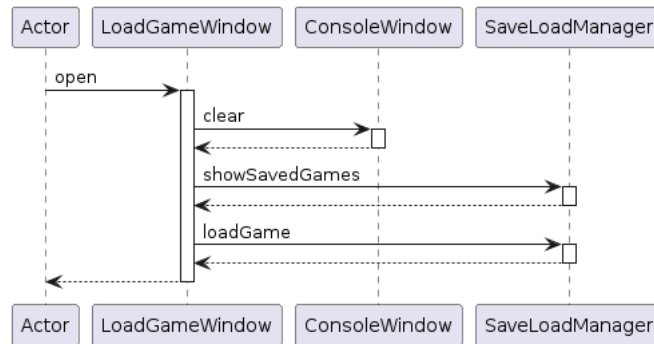 Actor LoadGameWindow ConsoleWindow SaveLoadManager
open
clear
showSavedGames
loadGame
Actor LoadGameWindow ConsoleWindow SaveLoadManager